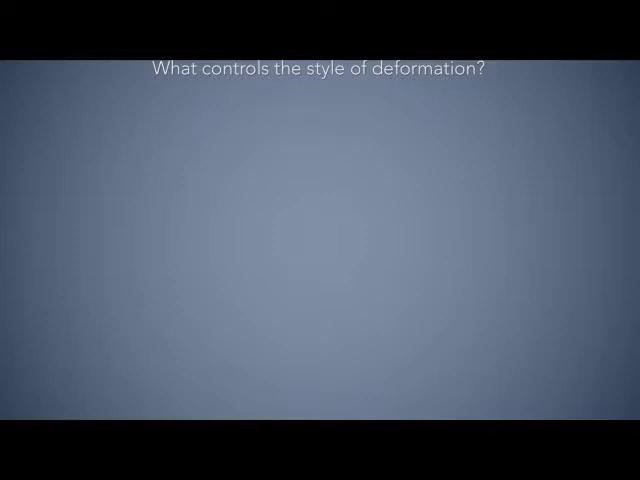 What controls the style of deformation?